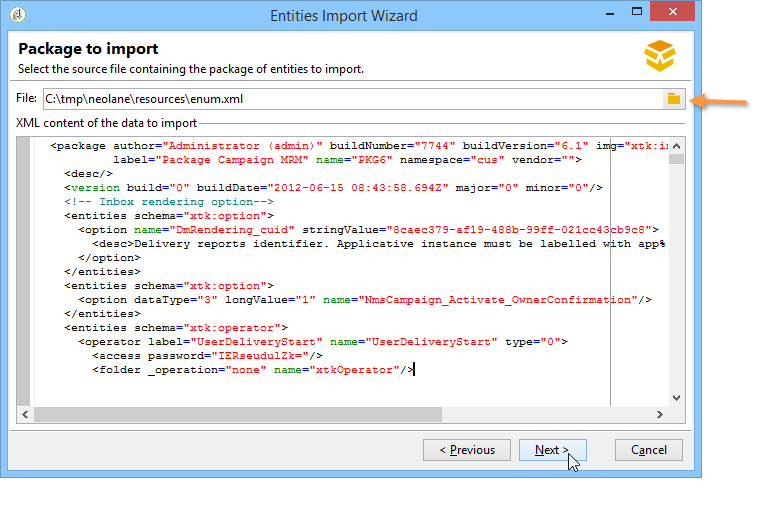 Entities Import Wizard
Package to import
Select the source file containing the package of entities to import.
File: C:\tmp\neolane\resources\enum.xml
XML content of the data to import
<package author="Administrator (admin)" buildNumber="7744" buildVersion="6.1" img="xtk:in
label="Package Campaign MRM" name="PKG6" namespace="cus" vendor="">
<desc/>
<version build="0" buildDate="2012-06-15 08:43:58.694Z" major="0" minor="0"/>
<!-- Inbox rendering option-->
<entities schema="xtk:option">
<option name="DmRendering_cuid" stringValue="8caec379-af19-488b-99ff-021cc43cb9c8">
<desc>Delivery reports identifier. Applicative instance must be labelled with app%
</option>
</entities>
<entities schema="xtk:option">
<option dataType="3" longValue="1" name="NmsCampaign_Activate_OwnerConfirmation"/>
</entities>
<entities schema="xtk:operator">
<operator label="UserDeliveryStart" name="UserDeliveryStart" type="0">
<access password="IERseudulZk="/>
<folder _operation="none" name="xtkOperator"/>
< Previous
Next >
Cancel